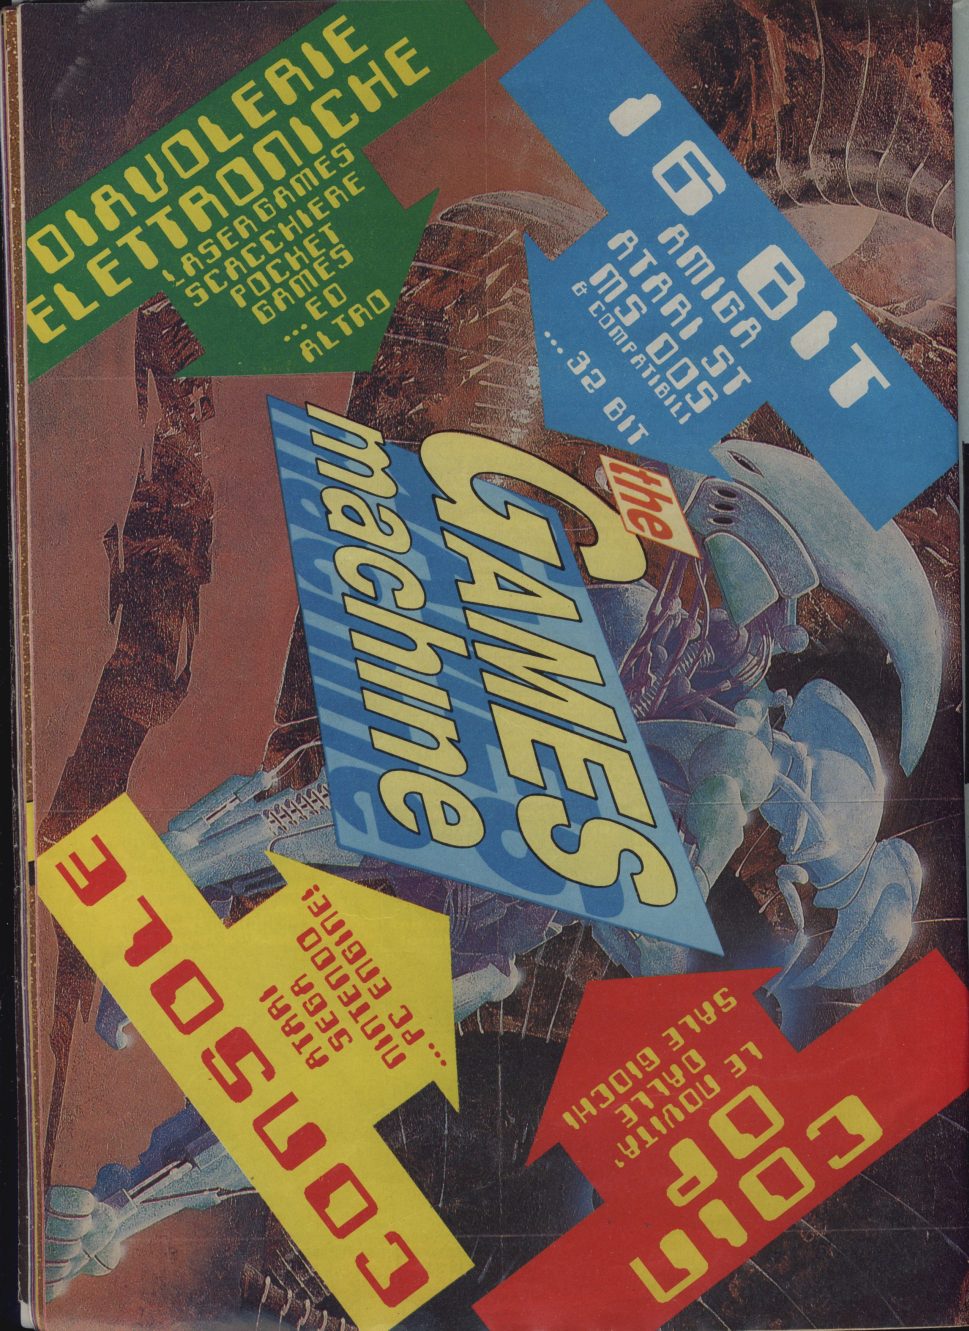 DIAVOLERIE
ELETTRONICHE
LASERGAMES
SCACCHIERE
POCKET
GAMES
...ED
ALTRO
16 BIT
AMIGA
ATARI ST
MS DOS
& COMPATIBILI
...32 BIT
the
GAMES
machine
CONSOLE
ATARI
SEGA
NINTENDO
...PC ENGINE!
COIN
OP
LE NOVITA'
DALLE
SALE GIOCHI